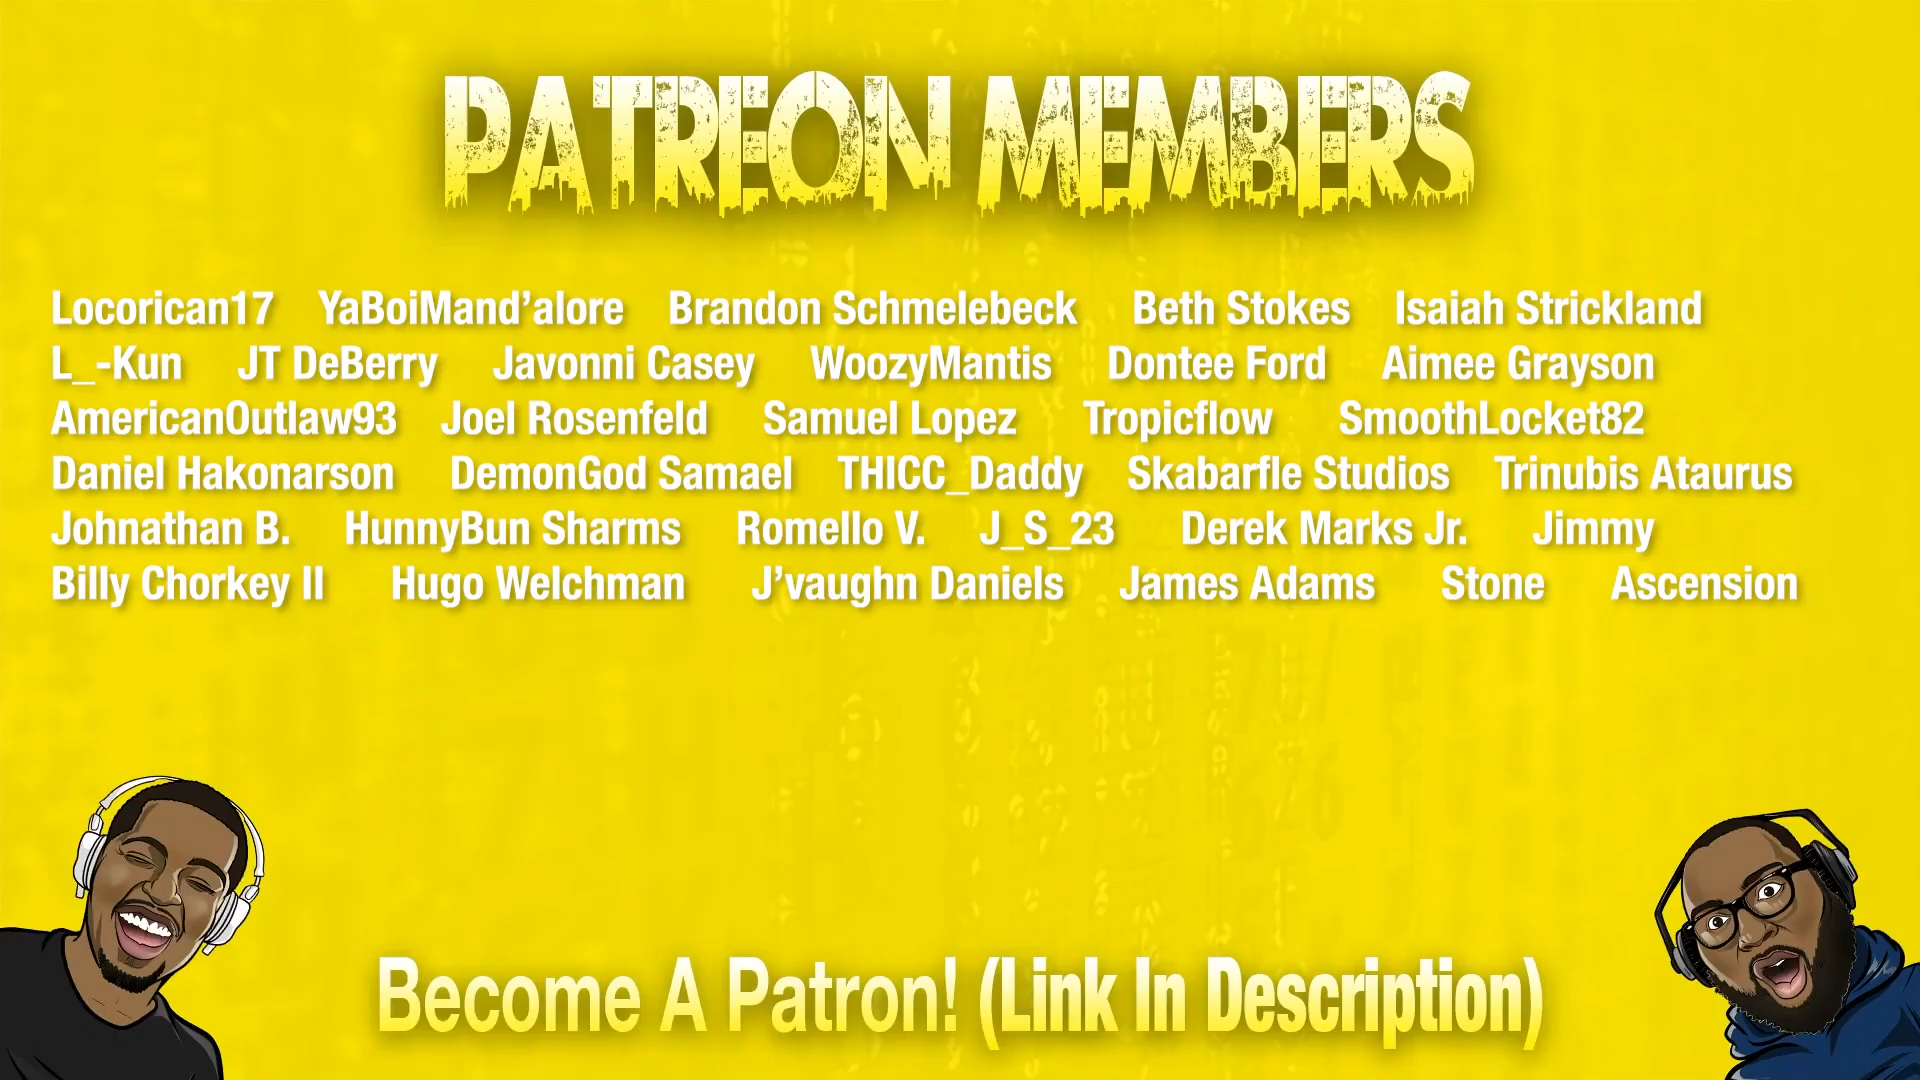 PATREON MEMBERS
Locorican17 YaBoiMand’alore Brandon Schmelebeck Beth Stokes Isaiah Strickland
L_-Kun JT DeBerry Javonni Casey WoozyMantis Dontee Ford Aimee Grayson
AmericanOutlaw93 Joel Rosenfeld Samuel Lopez Tropicflow SmoothLocket82
Daniel Hakonarson DemonGod Samael THICC_Daddy Skabarfle Studios Trinubis Ataurus
Johnathan B. HunnyBun Sharms Romello V. J_S_23 Derek Marks Jr. Jimmy
Billy Chorkey II Hugo Welchman J’vaughn Daniels James Adams Stone Ascension
Become A Patron! (Link In Description)